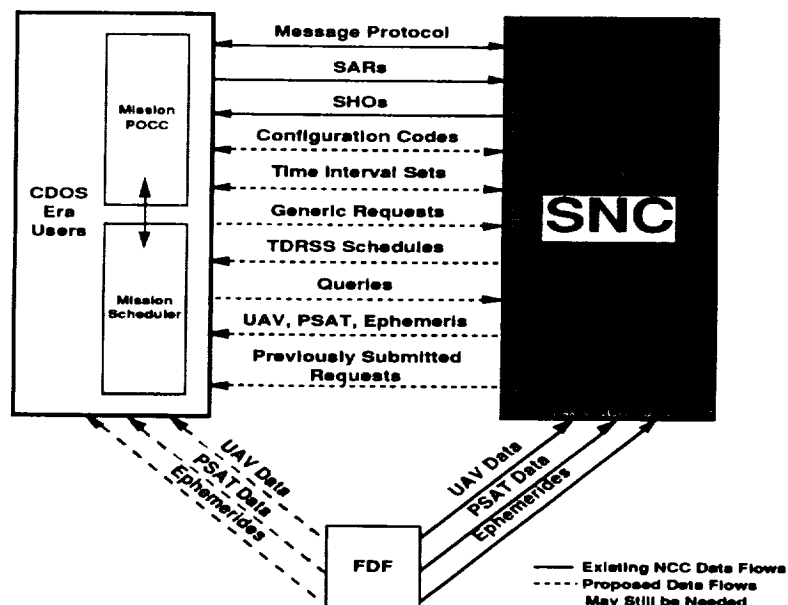 Message Protocol
SARs
SHOs
Mission
POCC
Configuration Codes
Time Interval Sets
CDOS
Era
Users
Generic Requests
SNC
TDRSS Schedules
Queries
Mission
Scheduler
UAV, PSAT, Ephemeris
Previously Submitted
Requests
UAV Data
PSAT Data
Ephemerides
UAV Data
PSAT Data
Ephemerides
FDF
Existing NCC Data Flows
Proposed Data Flows
May Still be Needed